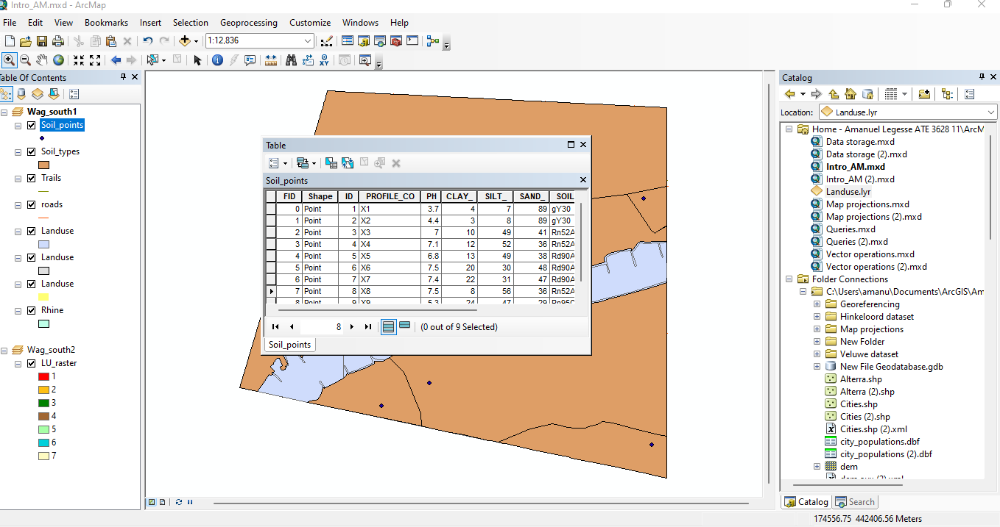 Intro_AM.mxd - ArcMap
File Edit View Bookmarks Insert Selection Geoprocessing Customize Windows Help
1:12,836
Table Of Contents
Wag_south1
Soil_points
Soil_types
Trails
roads
Landuse
Landuse
Landuse
Rhine
Wag_south2
LU_raster
1
2
3
4
5
6
7
Table
Soil_points
FID Shape ID PROFILE_CO PH CLAY_ SILT_ SAND_ SOIL
0 Point 1 X1 3.7 4 7 89 gY30
1 Point 2 X2 4.4 3 8 89 gY30
2 Point 3 X3 7 10 49 41 Rn52A
3 Point 4 X4 7.1 12 52 36 Rn52A
4 Point 5 X5 6.8 13 49 38 Rd90A
5 Point 6 X6 7.5 20 30 48 Rd90A
6 Point 7 X7 7.4 22 31 47 Rd90A
7 Point 8 X8 7.5 8 56 36 Rn52A
8 Point 9 X9 5.3 24 47 29 Rn95C
8 (0 out of 9 Selected)
Soil_points
Catalog
Location: Landuse.lyr
Home - Amanuel Legesse ATE 3628 11\ArcM
Data storage.mxd
Data storage (2).mxd
Intro_AM.mxd
Intro_AM (2).mxd
Landuse.lyr
Map projections.mxd
Map projections (2).mxd
Queries.mxd
Queries (2).mxd
Vector operations.mxd
Vector operations (2).mxd
Folder Connections
C:\Users\amanu\Documents\ArcGIS\Am
Georeferencing
Hinkeloord dataset
Map projections
New Folder
Veluwe dataset
New File Geodatabase.gdb
Alterra.shp
Alterra (2).shp
Cities.shp
Cities (2).shp
Cities.shp (2).xml
city_populations.dbf
city_populations (2).dbf
dem
dem.aux (2).xml
Catalog Search
174556.75 442406.56 Meters